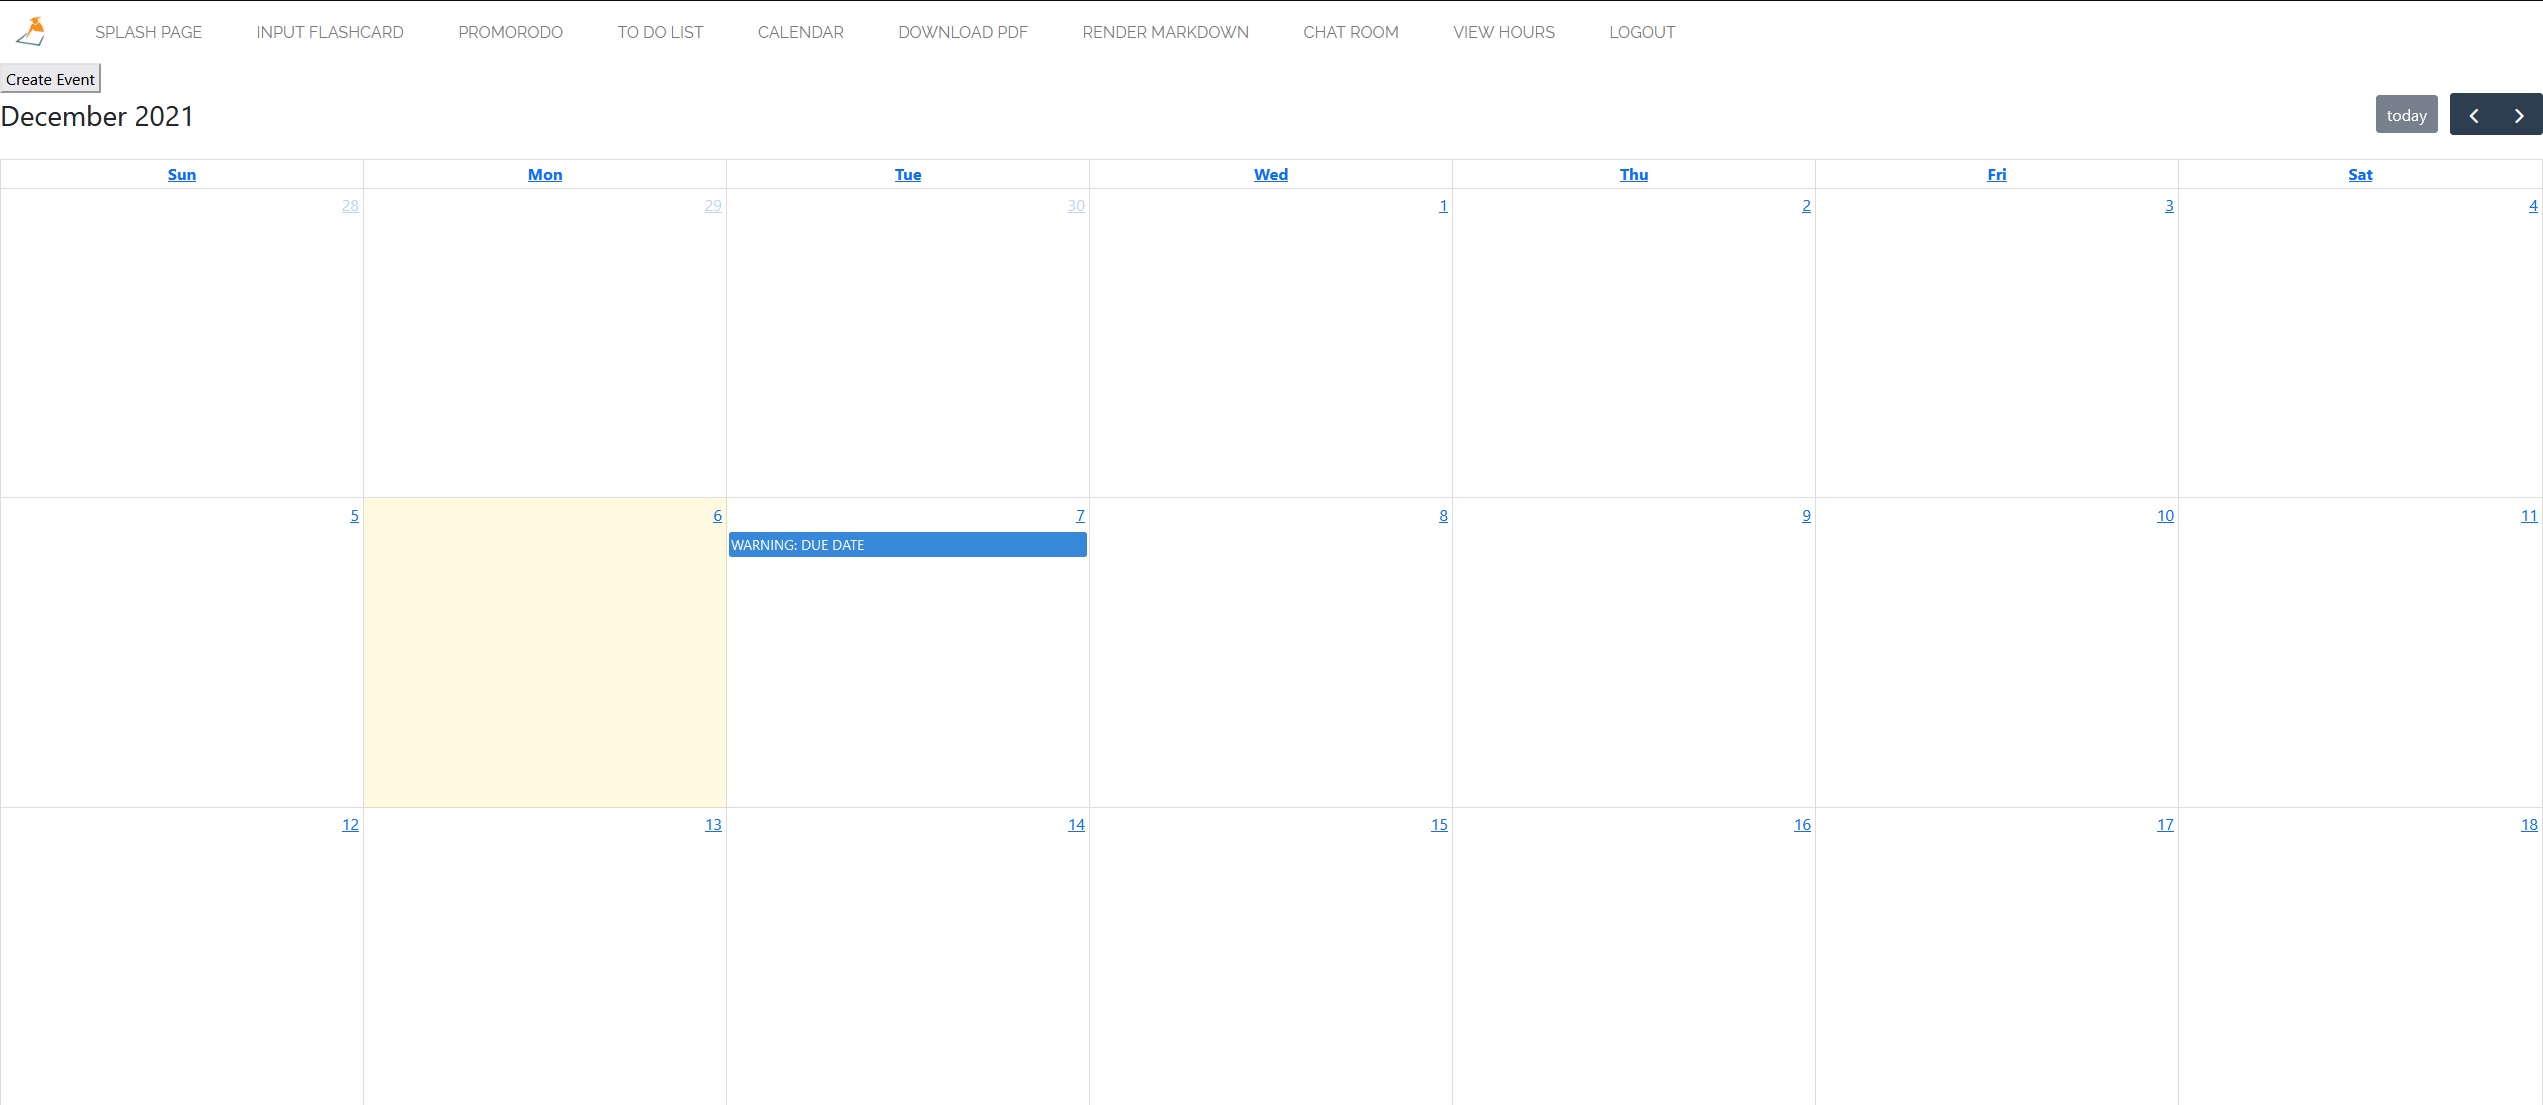 SPLASH PAGE INPUT FLASHCARD PROMORODO TO DO LIST CALENDAR DOWNLOAD PDF RENDER MARKDOWN CHAT ROOM VIEW HOURS LOGOUT
Create Event
December 2021 today
Sun Mon Tue Wed Thu Fri Sat
28 29 30 1 2 3 4
5 6 7 8 9 10 11
WARNING: DUE DATE
12 13 14 15 16 17 18